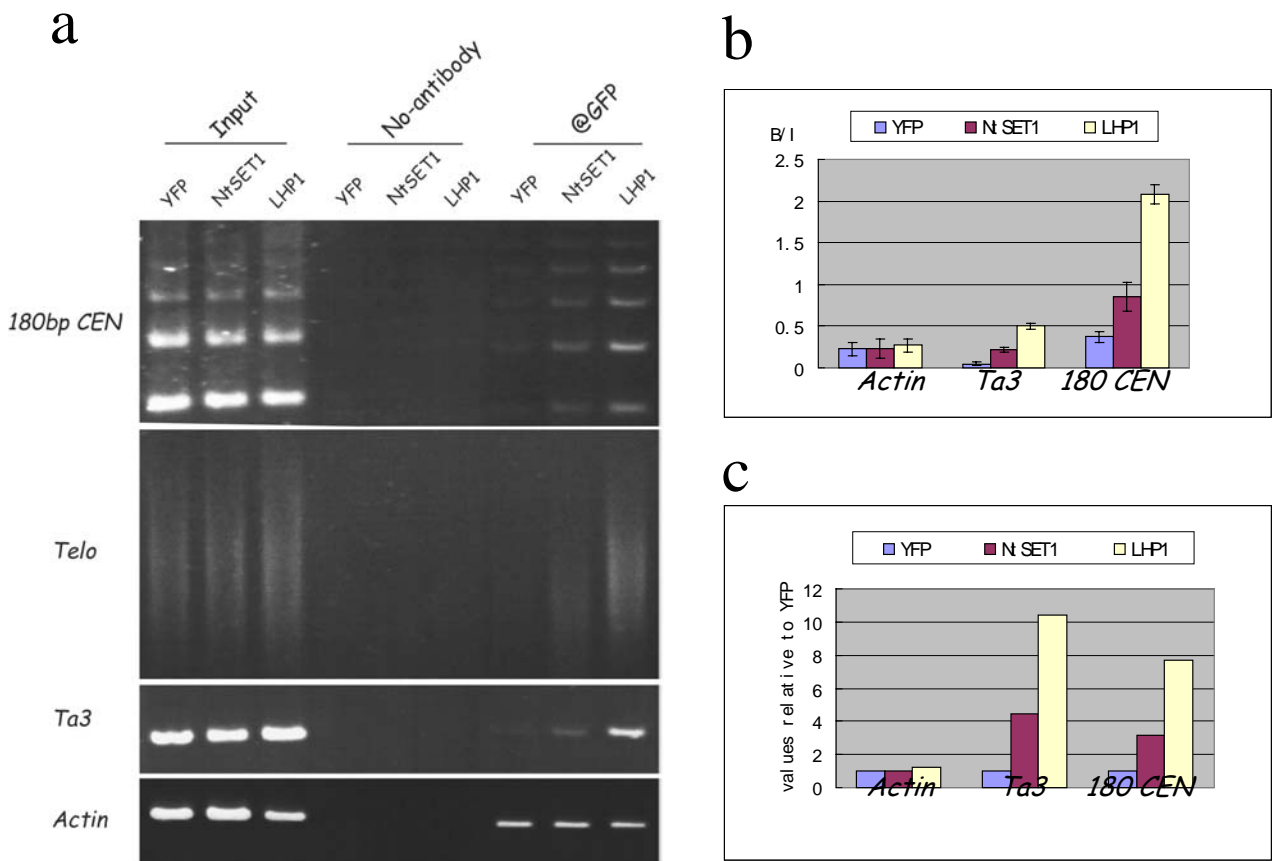 a
Input
No-antibody
@GFP
YFP
NtSET1
LHP1
YFP
NtSET1
LHP1
YFP
NtSET1
LHP1
180bp CEN
Telo
Ta3
Actin
b
YFP
Nt SET1
LHP1
B/ I
2.5
2
1.5
1
0.5
0
Actin
Ta3
180 CEN
c
YFP
Nt SET1
LHP1
values relative to YFP
12
10
8
6
4
2
0
Actin
Ta3
180 CEN